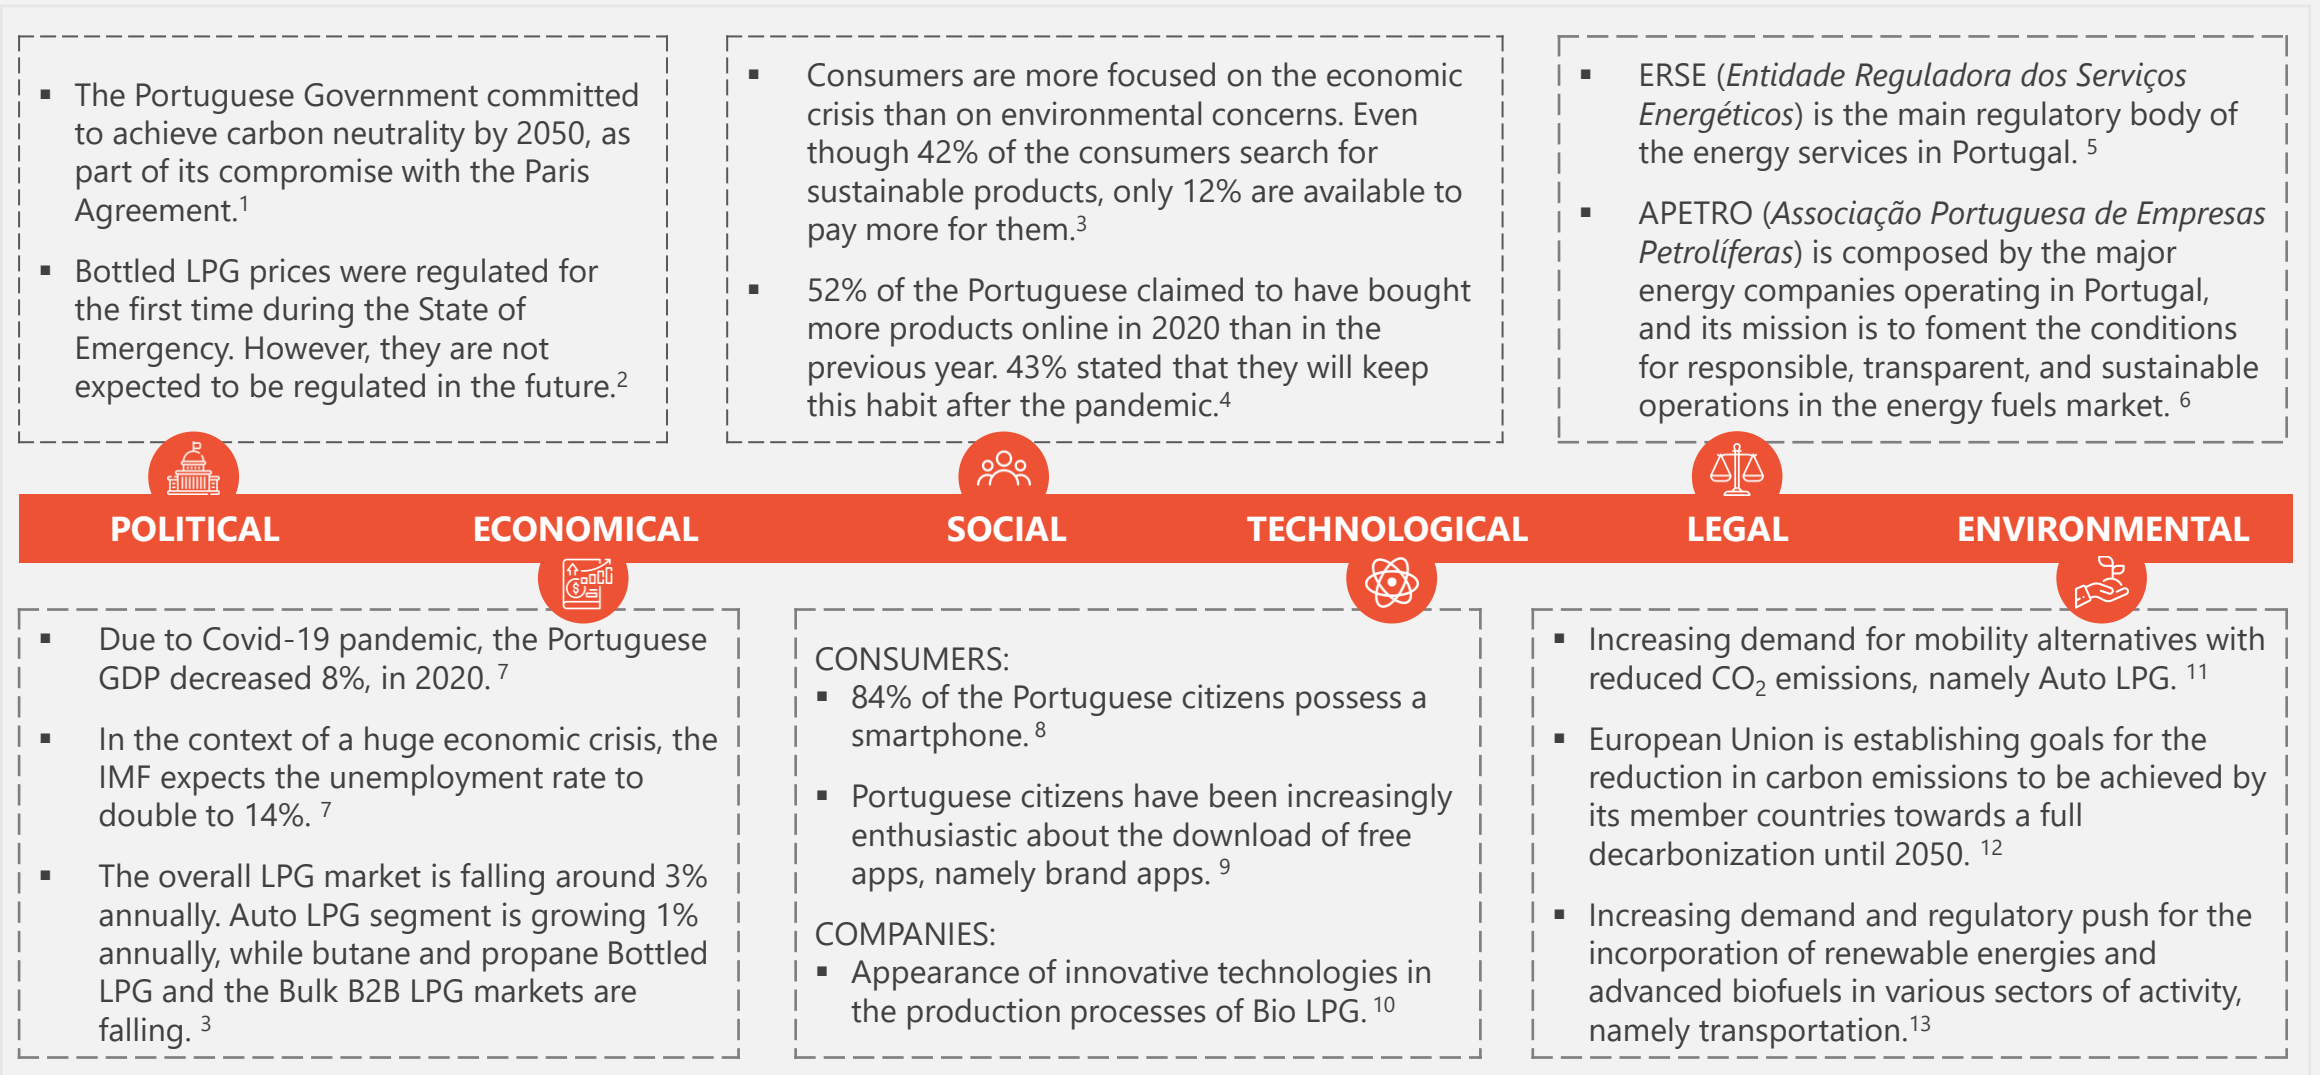 ▪ The Portuguese Government committed
to achieve carbon neutrality by 2050, as
part of its compromise with the Paris
Agreement.1
▪ Bottled LPG prices were regulated for
the first time during the State of
Emergency. However, they are not
expected to be regulated in the future.2
▪ Consumers are more focused on the economic
crisis than on environmental concerns. Even
though 42% of the consumers search for
sustainable products, only 12% are available to
pay more for them.3
▪ 52% of the Portuguese claimed to have bought
more products online in 2020 than in the
previous year. 43% stated that they will keep
this habit after the pandemic.4
▪ ERSE (Entidade Reguladora dos Serviços
Energéticos) is the main regulatory body of
the energy services in Portugal. 5
▪ APETRO (Associação Portuguesa de Empresas
Petrolíferas) is composed by the major
energy companies operating in Portugal,
and its mission is to foment the conditions
for responsible, transparent, and sustainable
operations in the energy fuels market. 6
POLITICAL
ECONOMICAL
SOCIAL
TECHNOLOGICAL
LEGAL
ENVIRONMENTAL
▪ Due to Covid-19 pandemic, the Portuguese
GDP decreased 8%, in 2020. 7
▪ In the context of a huge economic crisis, the
IMF expects the unemployment rate to
double to 14%. 7
▪ The overall LPG market is falling around 3%
annually. Auto LPG segment is growing 1%
annually, while butane and propane Bottled
LPG and the Bulk B2B LPG markets are
falling. 3
CONSUMERS:
▪ 84% of the Portuguese citizens possess a
smartphone. 8
▪ Portuguese citizens have been increasingly
enthusiastic about the download of free
apps, namely brand apps. 9
COMPANIES:
▪ Appearance of innovative technologies in
the production processes of Bio LPG. 10
▪ Increasing demand for mobility alternatives with
reduced CO2 emissions, namely Auto LPG. 11
▪ European Union is establishing goals for the
reduction in carbon emissions to be achieved by
its member countries towards a full
decarbonization until 2050. 12
▪ Increasing demand and regulatory push for the
incorporation of renewable energies and
advanced biofuels in various sectors of activity,
namely transportation.13